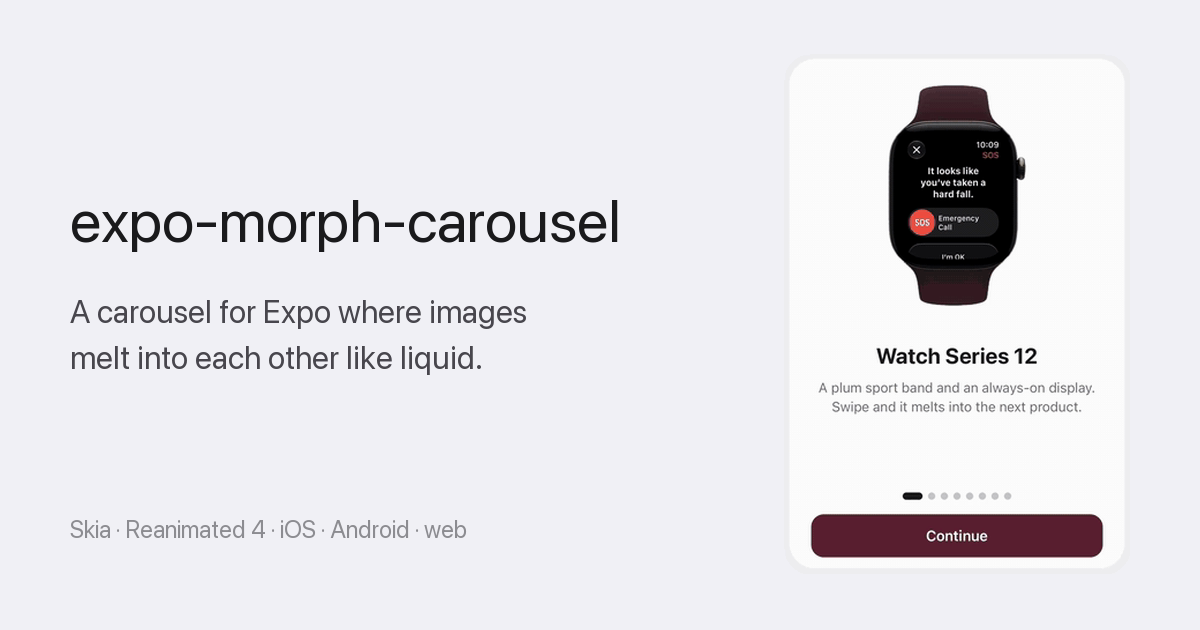 expo-morph-carousel
A carousel for Expo where images
melt into each other like liquid.
Skia · Reanimated 4 · iOS · Android · web
10:09
SOS
It looks like
you've taken a
hard fall.
SOS
Emergency
Call
I'm OK
Watch Series 12
A plum sport band and an always-on display.
Swipe and it melts into the next product.
Continue